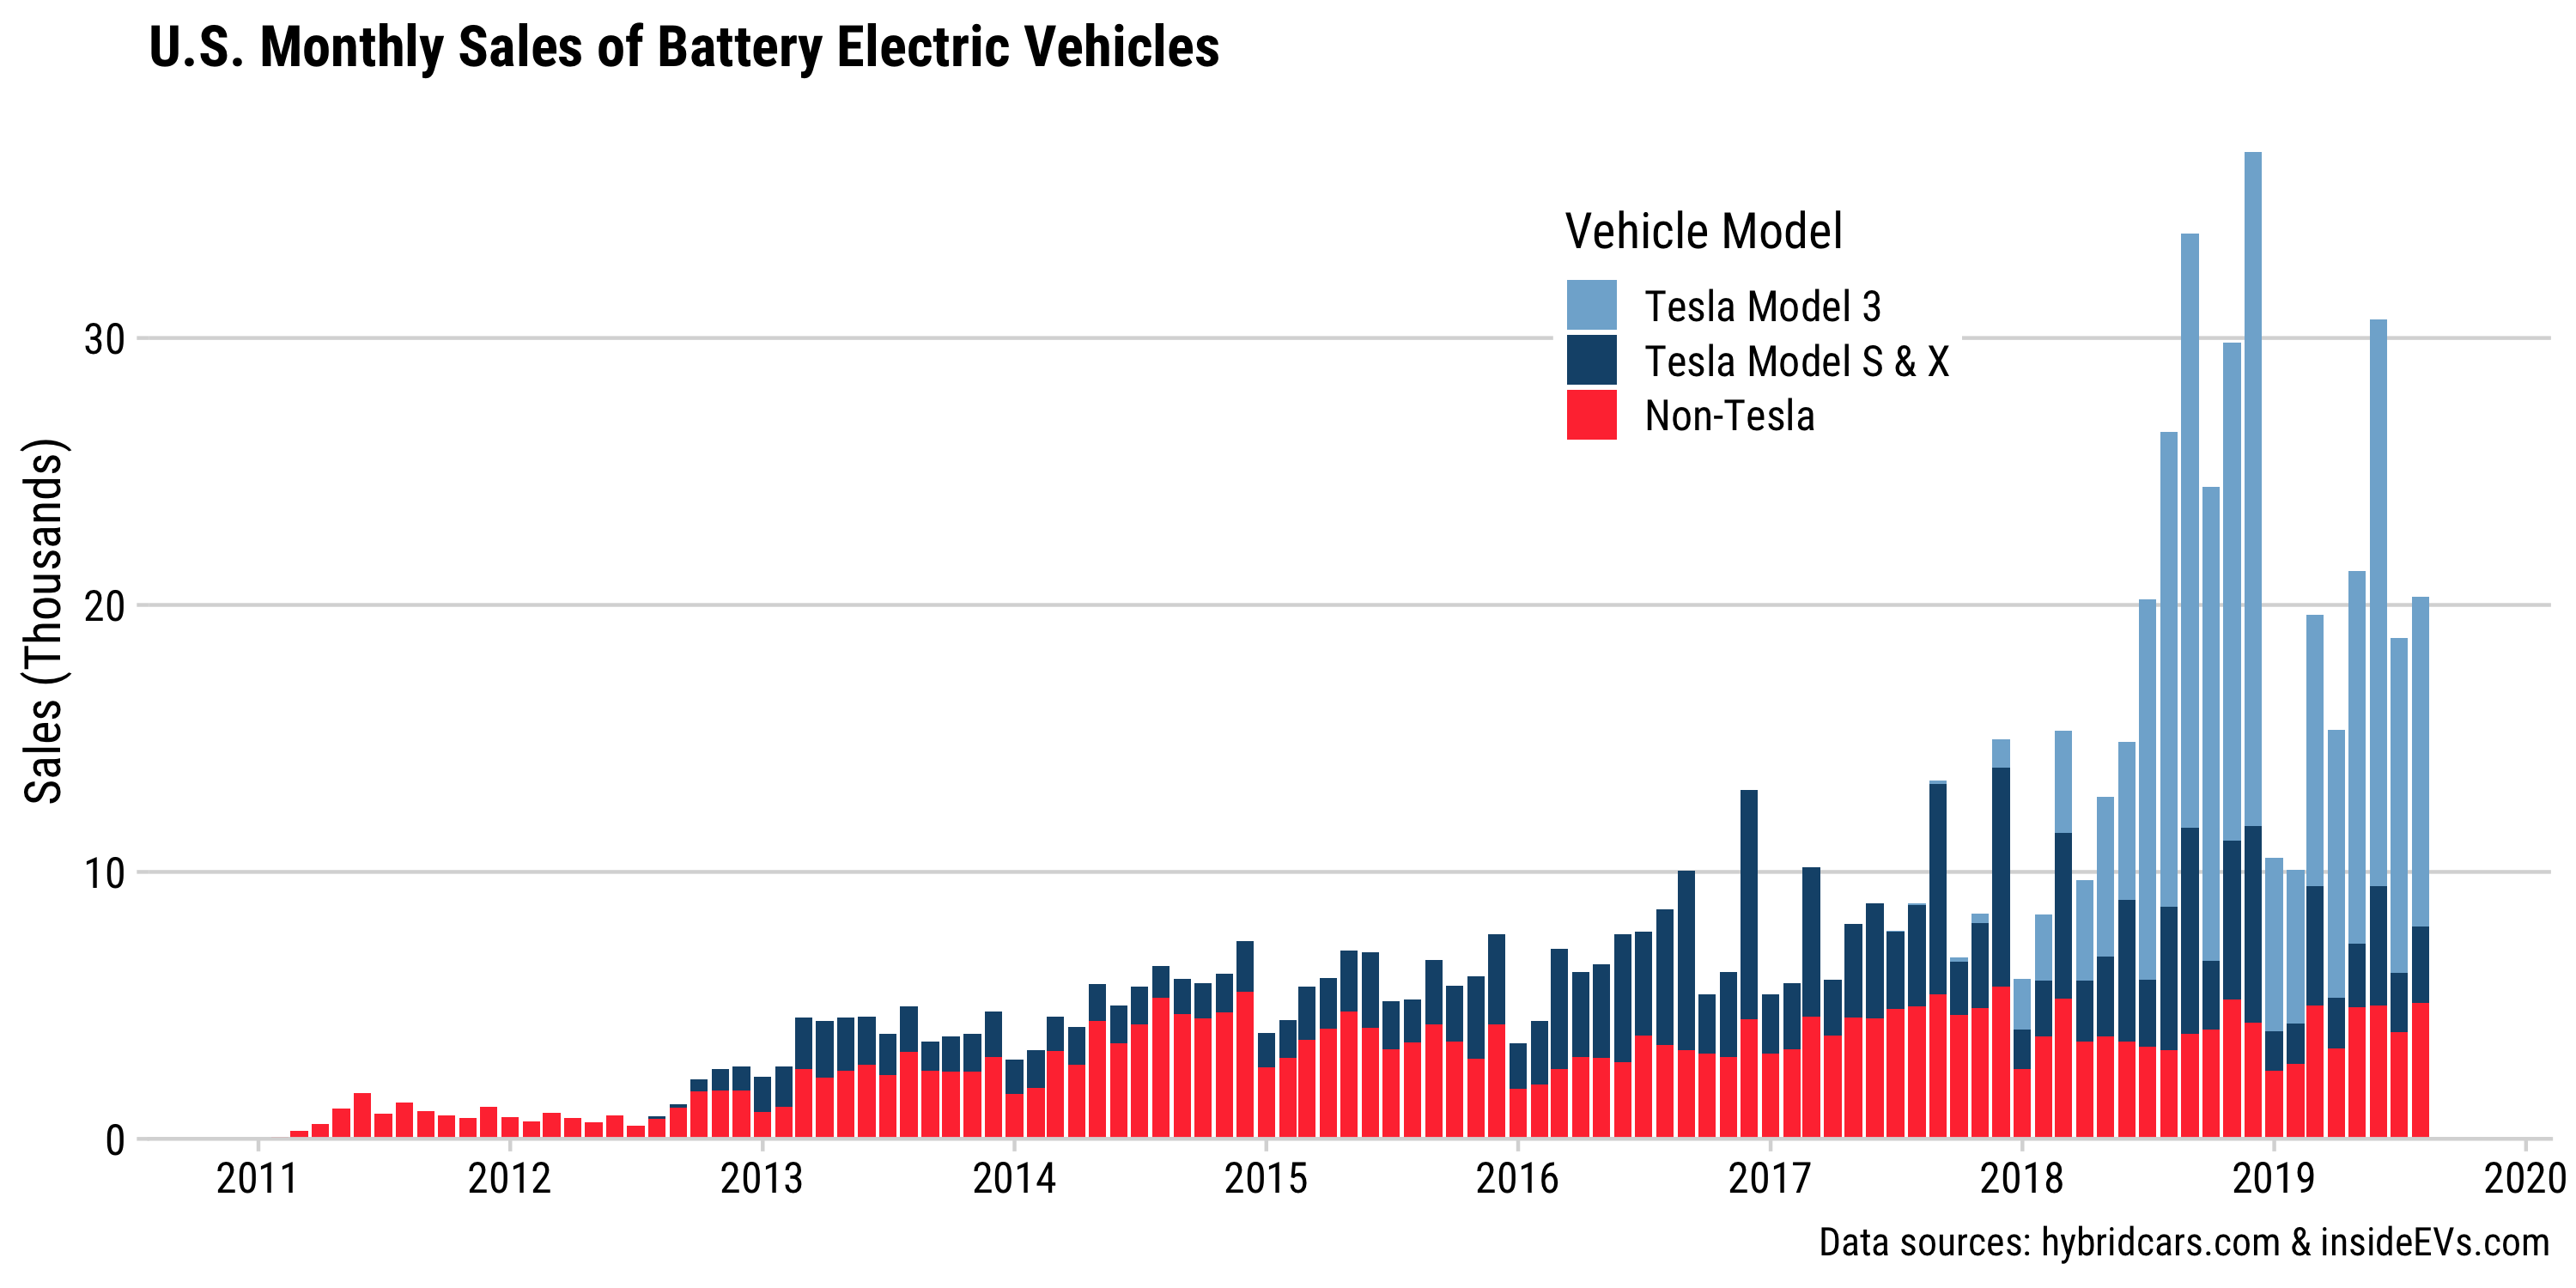 U.S. Monthly Sales of Battery Electric Vehicles
Vehicle Model
Tesla Model 3
Tesla Model S & X
Non-Tesla
Sales (Thousands)
30
20
10
0
2011 2012 2013 2014 2015 2016 2017 2018 2019 2020
Data sources: hybridcars.com & insideEVs.com